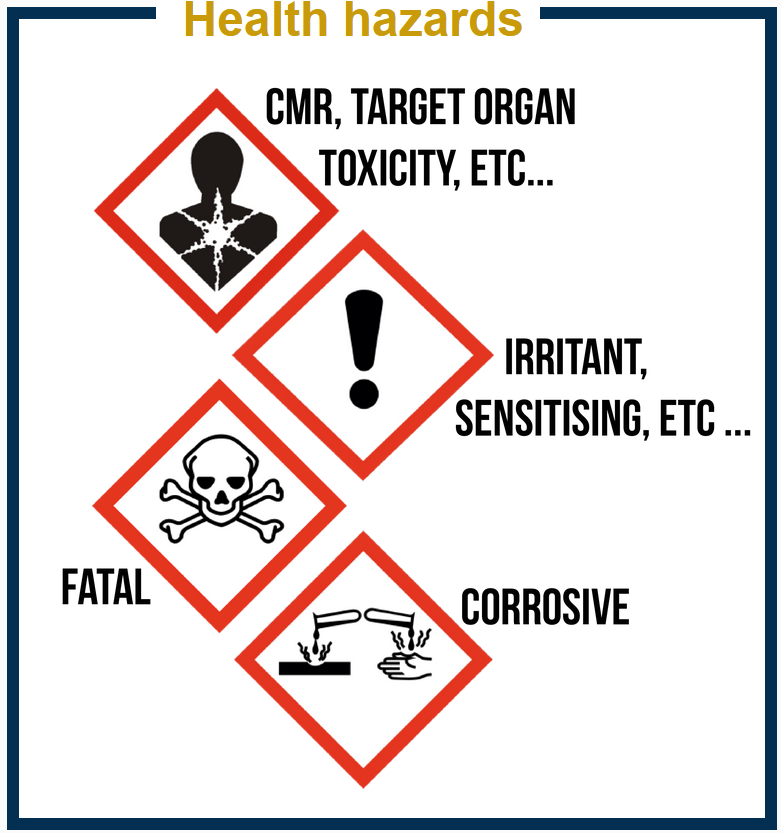 Health hazards
CMR, TARGET ORGAN
TOXICITY, ETC...
IRRITANT,
SENSITISING, ETC ...
FATAL
CORROSIVE